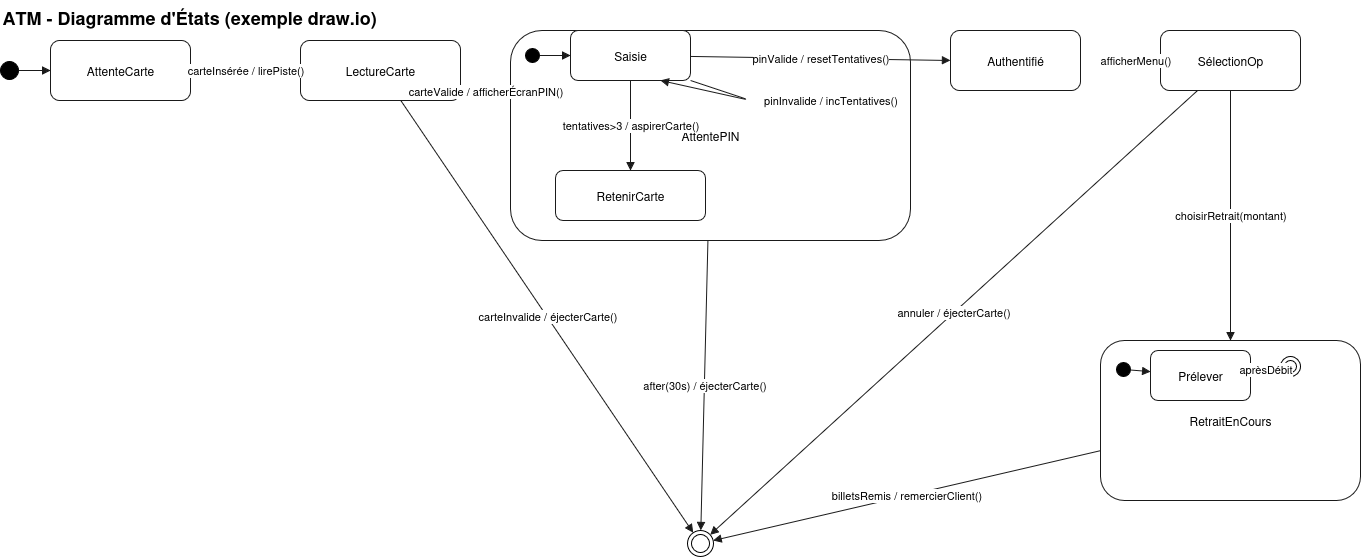 ATM - Diagramme d'États (exemple draw.io)
AttenteCarte
carteInsérée / lirePiste()
LectureCarte
carteValide / afficherÉcranPIN()
Saisie
pinValide / resetTentatives()
pinInvalide / incTentatives()
tentatives>3 / aspirerCarte()
AttentePIN
RetenirCarte
Authentifié
afficherMenu()
SélectionOp
choisirRetrait(montant)
carteInvalide / éjecterCarte()
after(30s) / éjecterCarte()
annuler / éjecterCarte()
Prélever
aprèsDébit
RetraitEnCours
billetsRemis / remercierClient()